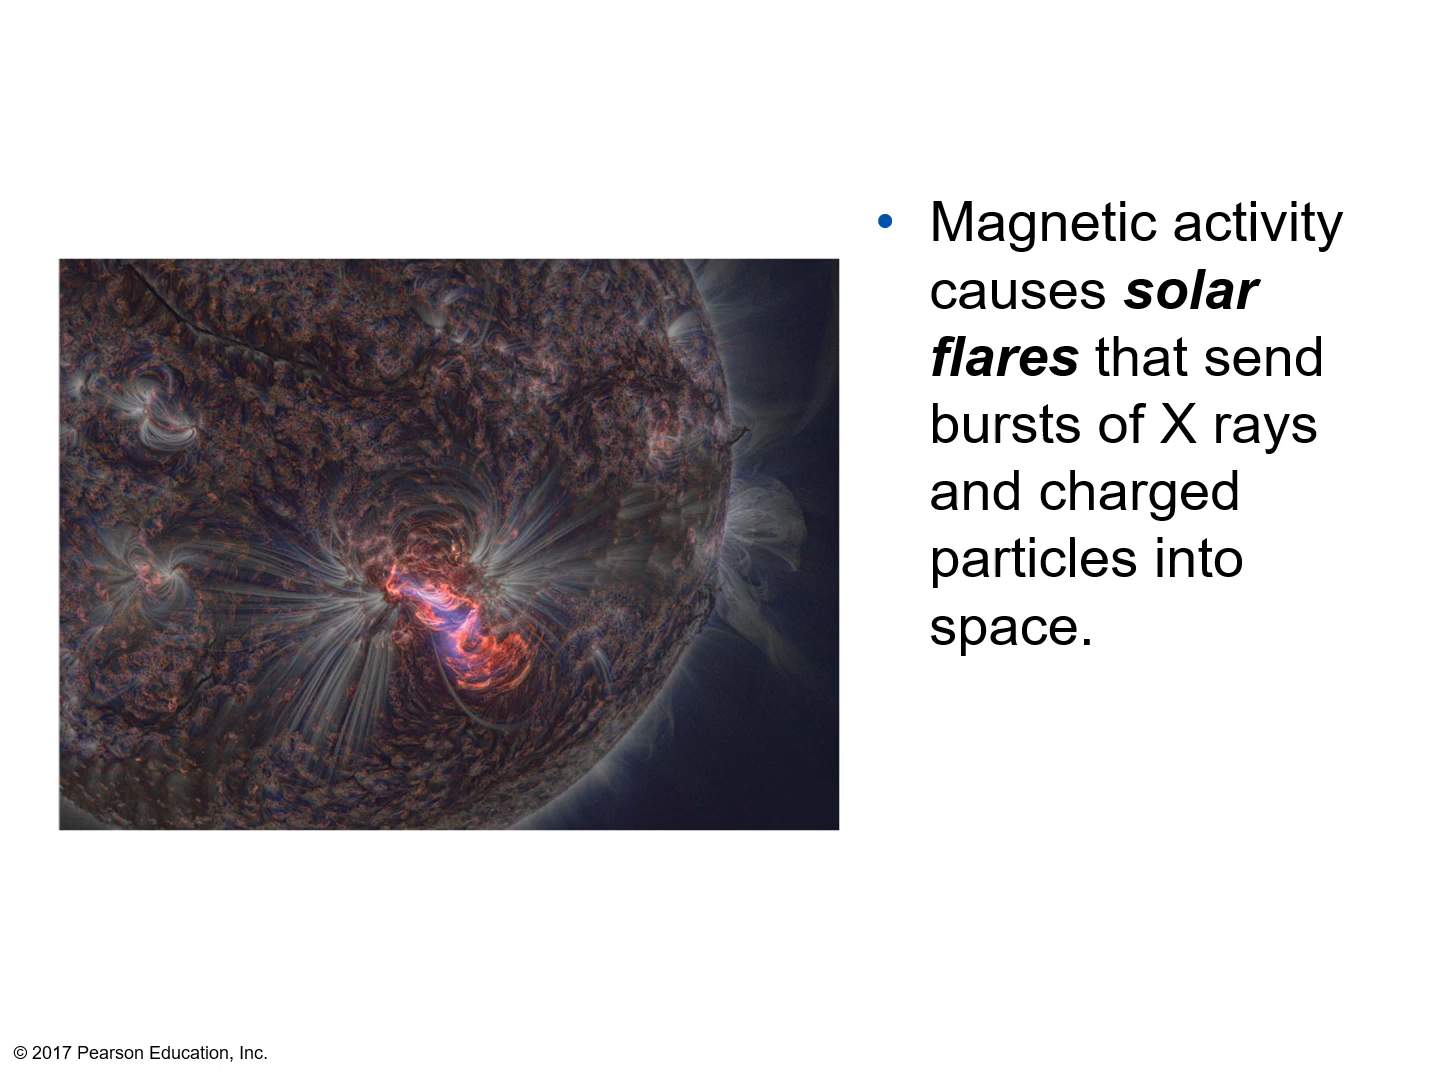 • Magnetic activity
causes solar
flares that send
bursts of X rays
and charged
particles into
space.
© 2017 Pearson Education, Inc.